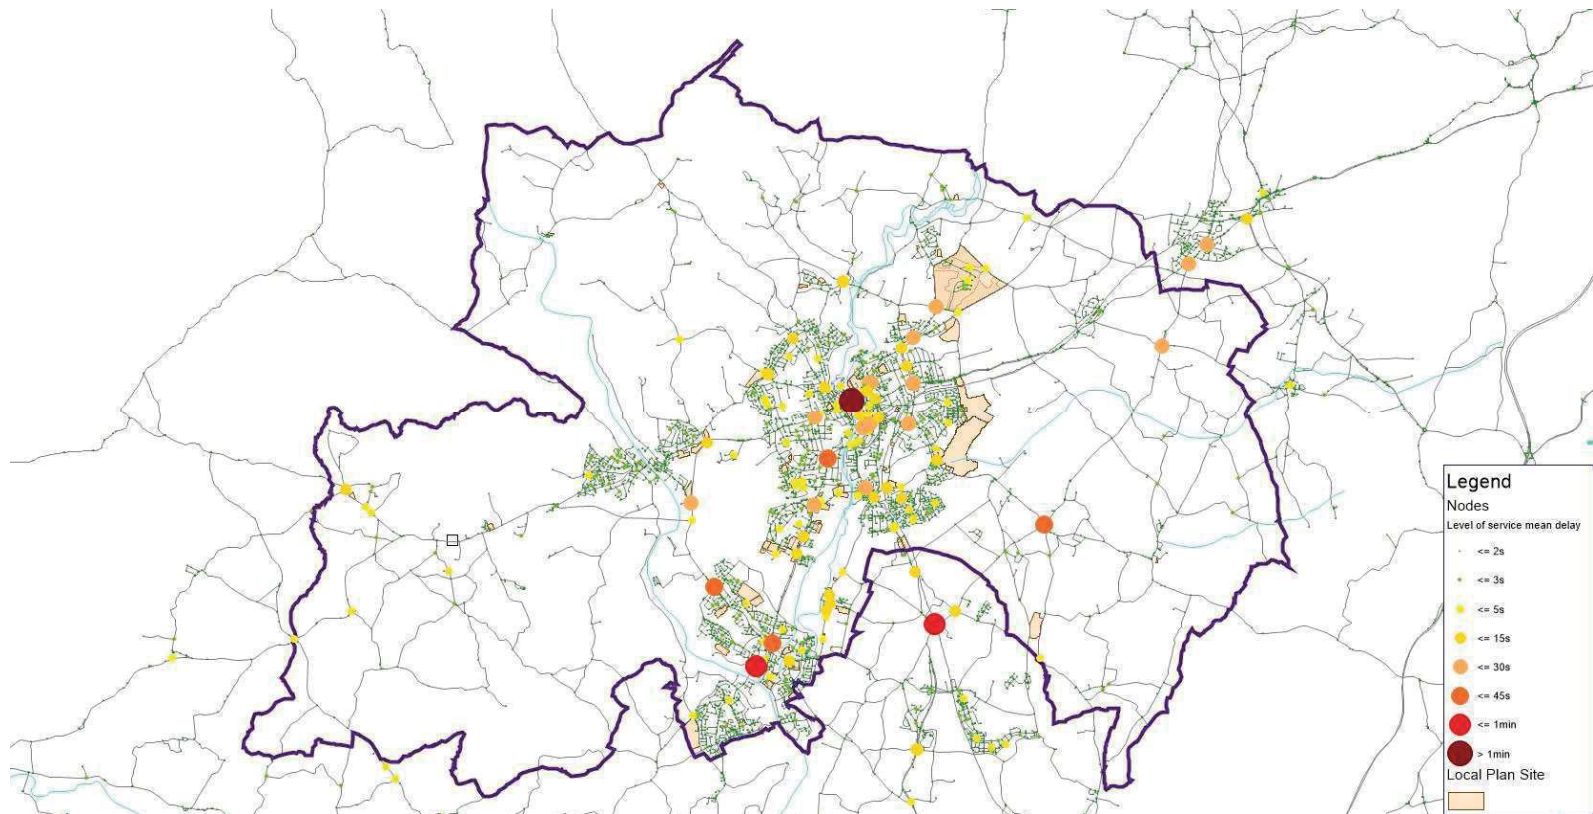 Legend
Nodes
Level of service mean delay
<= 2s
<= 3s
<= 5s
<= 15s
<= 30s
<= 45s
<= 1min
> 1min
Local Plan Site